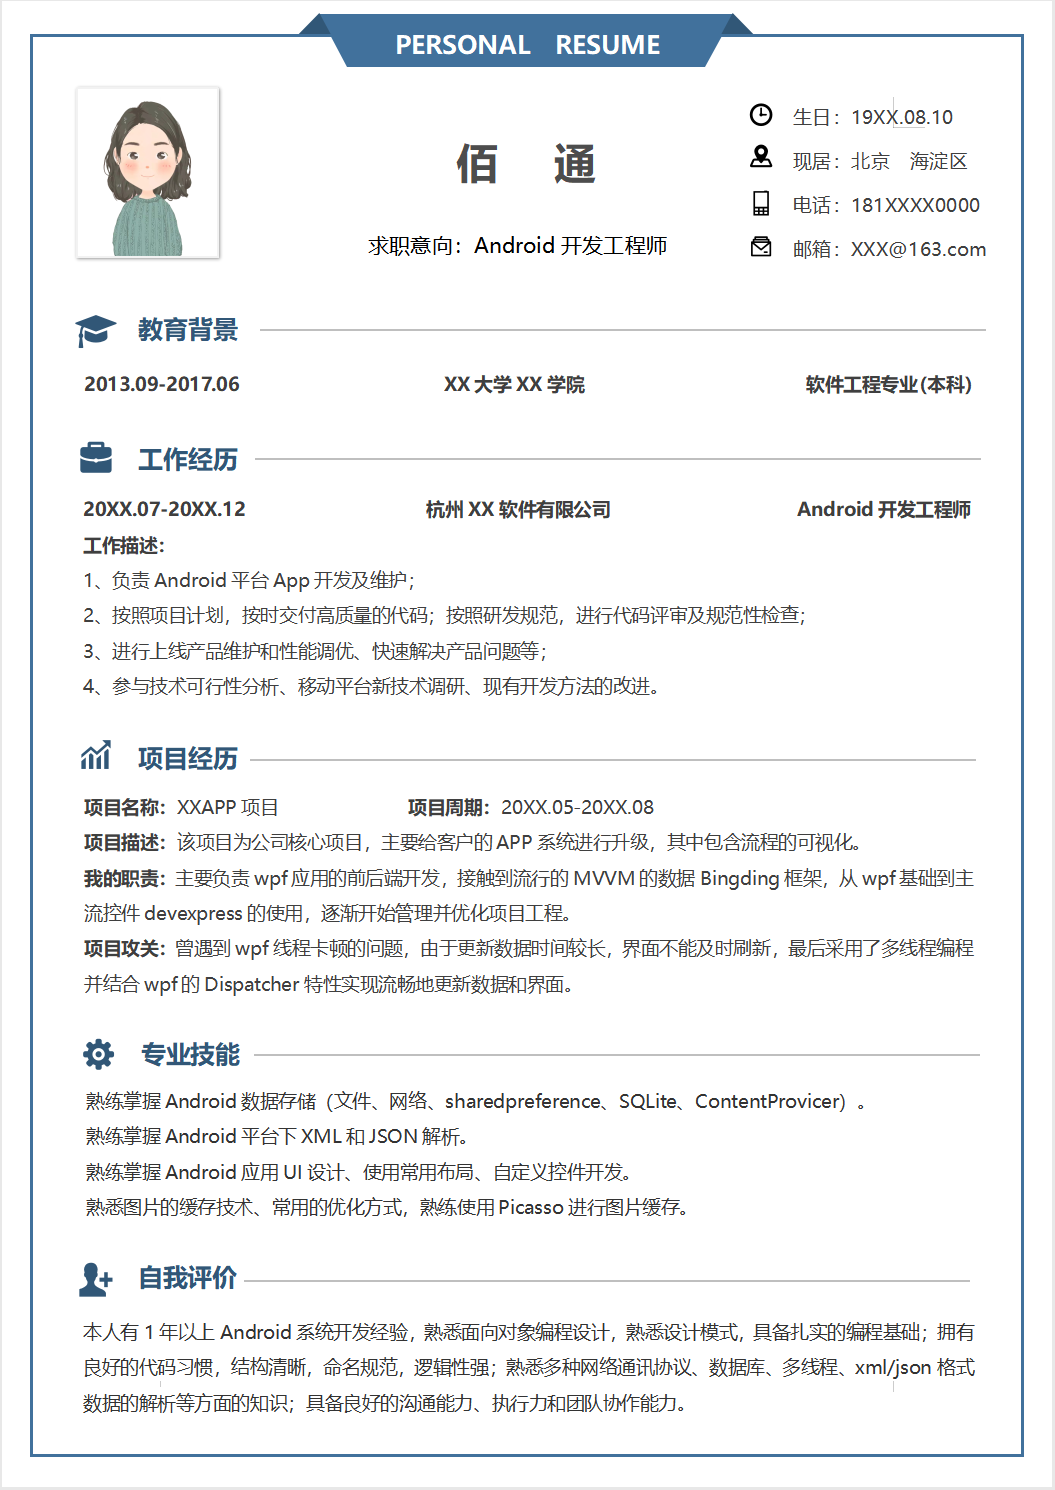 PERSONAL RESUME
佰 通
求职意向：Android 开发工程师
生日：19XX.08.10
现居：北京 海淀区
电话：181XXXX0000
邮箱：XXX@163.com
教育背景
2013.09-2017.06 XX 大学 XX 学院 软件工程专业(本科)
工作经历
20XX.07-20XX.12 杭州 XX 软件有限公司 Android 开发工程师
工作描述：
1、负责 Android 平台 App 开发及维护；
2、按照项目计划，按时交付高质量的代码；按照研发规范，进行代码评审及规范性检查；
3、进行上线产品维护和性能调优、快速解决产品问题等；
4、参与技术可行性分析、移动平台新技术调研、现有开发方法的改进。
项目经历
项目名称：XXAPP 项目 项目周期：20XX.05-20XX.08
项目描述：该项目为公司核心项目，主要给客户的 APP 系统进行升级，其中包含流程的可视化。
我的职责：主要负责 wpf 应用的前后端开发，接触到流行的 MVVM 的数据 Bingding 框架，从 wpf 基础到主
流控件 devexpress 的使用，逐渐开始管理并优化项目工程。
项目攻关：曾遇到 wpf 线程卡顿的问题，由于更新数据时间较长，界面不能及时刷新，最后采用了多线程编程
并结合 wpf 的 Dispatcher 特性实现流畅地更新数据和界面。
专业技能
熟练掌握 Android 数据存储（文件、网络、sharedpreference、SQLite、ContentProvicer）。
熟练掌握 Android 平台下 XML 和 JSON 解析。
熟练掌握 Android 应用 UI 设计、使用常用布局、自定义控件开发。
熟悉图片的缓存技术、常用的优化方式，熟练使用 Picasso 进行图片缓存。
自我评价
本人有 1 年以上 Android 系统开发经验，熟悉面向对象编程设计，熟悉设计模式，具备扎实的编程基础；拥有
良好的代码习惯，结构清晰，命名规范，逻辑性强；熟悉多种网络通讯协议、数据库、多线程、xml/json 格式
数据的解析等方面的知识；具备良好的沟通能力、执行力和团队协作能力。